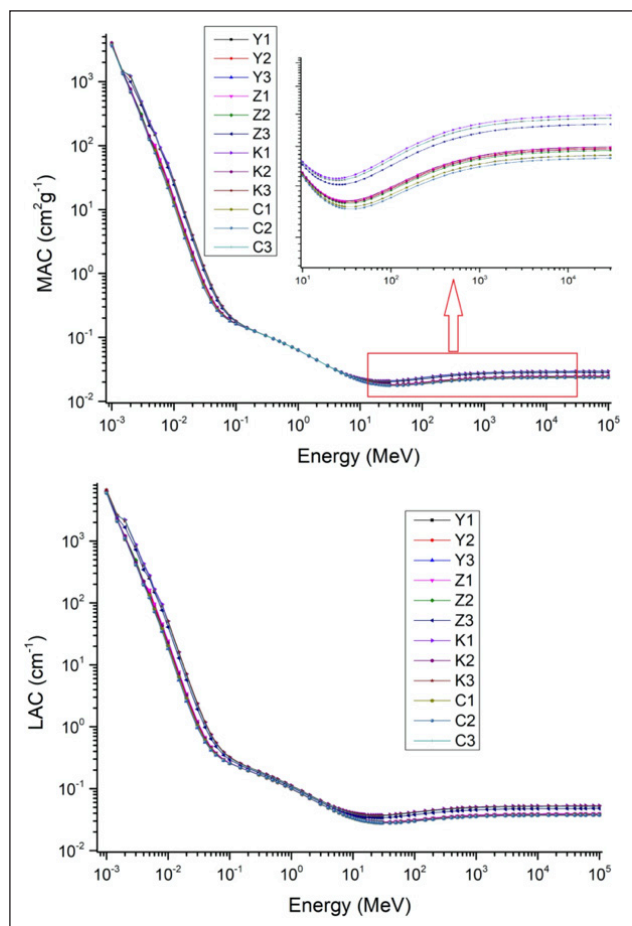 MAC (cm²g⁻¹)
10³
10²
10¹
10⁰
10⁻¹
10⁻²
Y1
Y2
Y3
Z1
Z2
Z3
K1
K2
K3
C1
C2
C3
10 10² 10³ 10⁴
10⁻³ 10⁻² 10⁻¹ 10⁰ 10¹ 10² 10³ 10⁴ 10⁵
Energy (MeV)
LAC (cm⁻¹)
10³
10²
10¹
10⁰
10⁻¹
10⁻²
Y1
Y2
Y3
Z1
Z2
Z3
K1
K2
K3
C1
C2
C3
10⁻³ 10⁻² 10⁻¹ 10⁰ 10¹ 10² 10³ 10⁴ 10⁵
Energy (MeV)